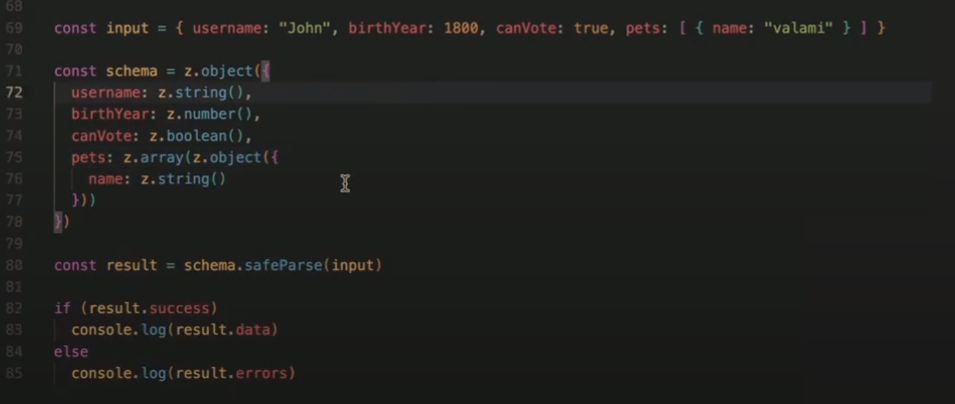 68
69 const input = { username: "John", birthYear: 1800, canVote: true, pets: [ { name: "valami" } ] }
70
71 const schema = z.object({
72 username: z.string(),
73 birthYear: z.number(),
74 canVote: z.boolean(),
75 pets: z.array(z.object({
76 name: z.string()
77 }))
78 })
79
80 const result = schema.safeParse(input)
81
82 if (result.success)
83 console.log(result.data)
84 else
85 console.log(result.errors)